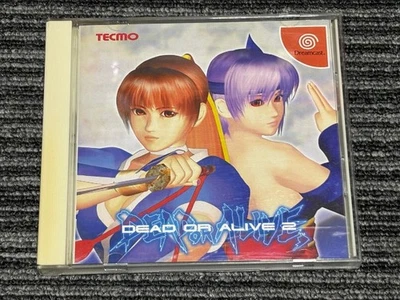 TECMO
Dreamcast
DEAD OR ALIVE 2
DEAD OR ALIVE 2